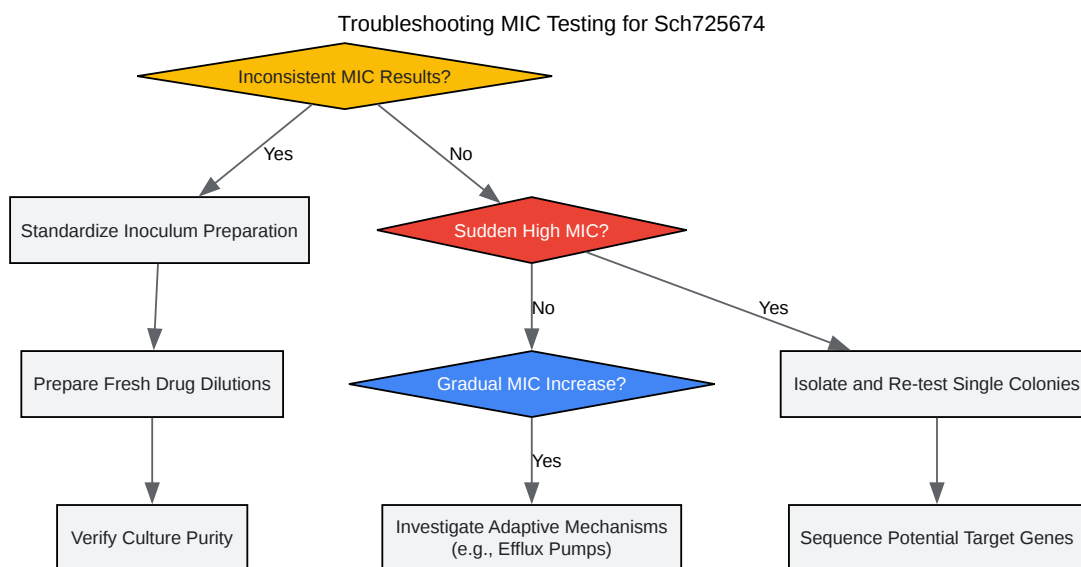 Troubleshooting MIC Testing for Sch725674
Inconsistent MIC Results?
Yes
No
Standardize Inoculum Preparation
Sudden High MIC?
No
Yes
Prepare Fresh Drug Dilutions
Gradual MIC Increase?
Isolate and Re-test Single Colonies
Yes
Verify Culture Purity
Investigate Adaptive Mechanisms
(e.g., Efflux Pumps)
Sequence Potential Target Genes